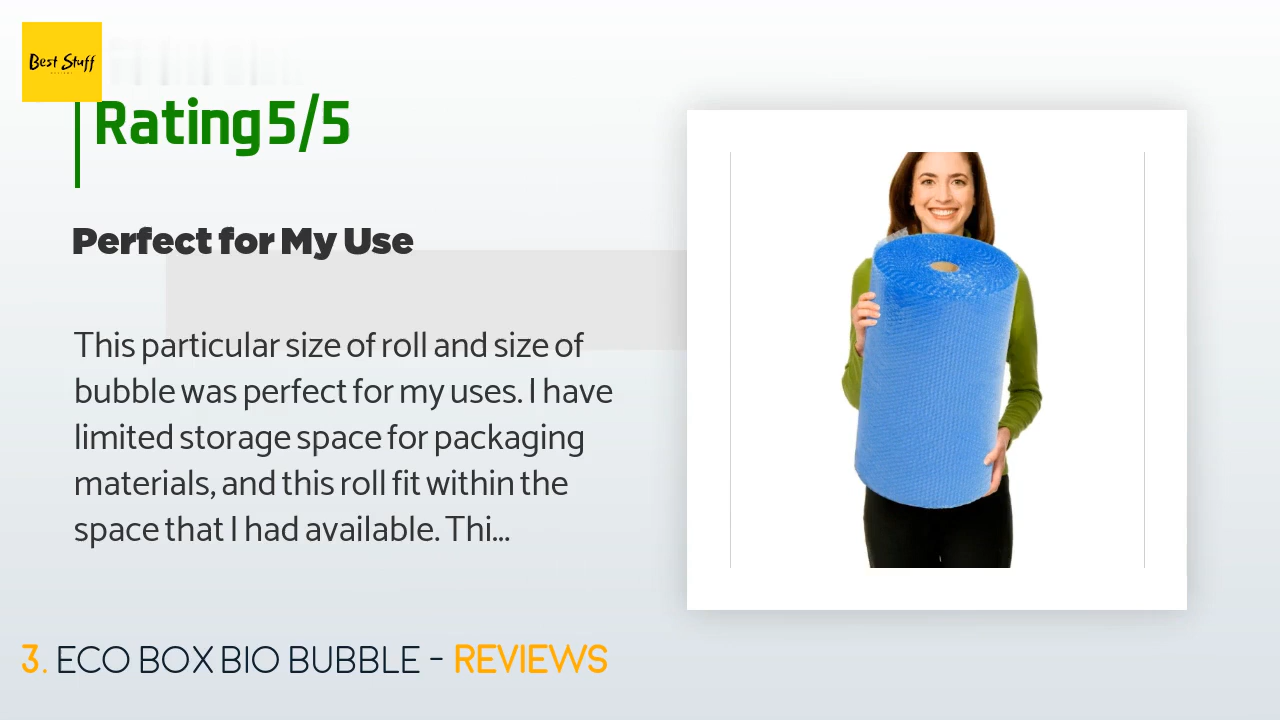 Best Stuff
Rating 5/5
Perfect for My Use
This particular size of roll and size of
bubble was perfect for my uses. I have
limited storage space for packaging
materials, and this roll fit within the
space that I had available. Thi...
3. ECO BOX BIO BUBBLE - REVIEWS